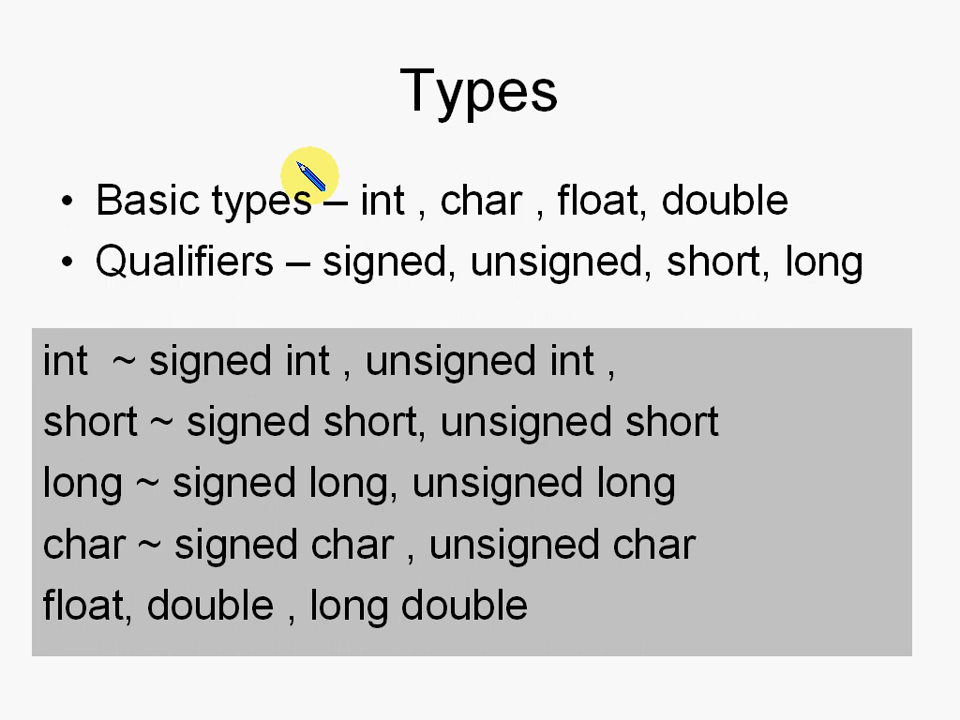 Types
• Basic types – int , char , float, double
• Qualifiers – signed, unsigned, short, long
int ~ signed int , unsigned int ,
short ~ signed short, unsigned short
long ~ signed long, unsigned long
char ~ signed char , unsigned char
float, double , long double